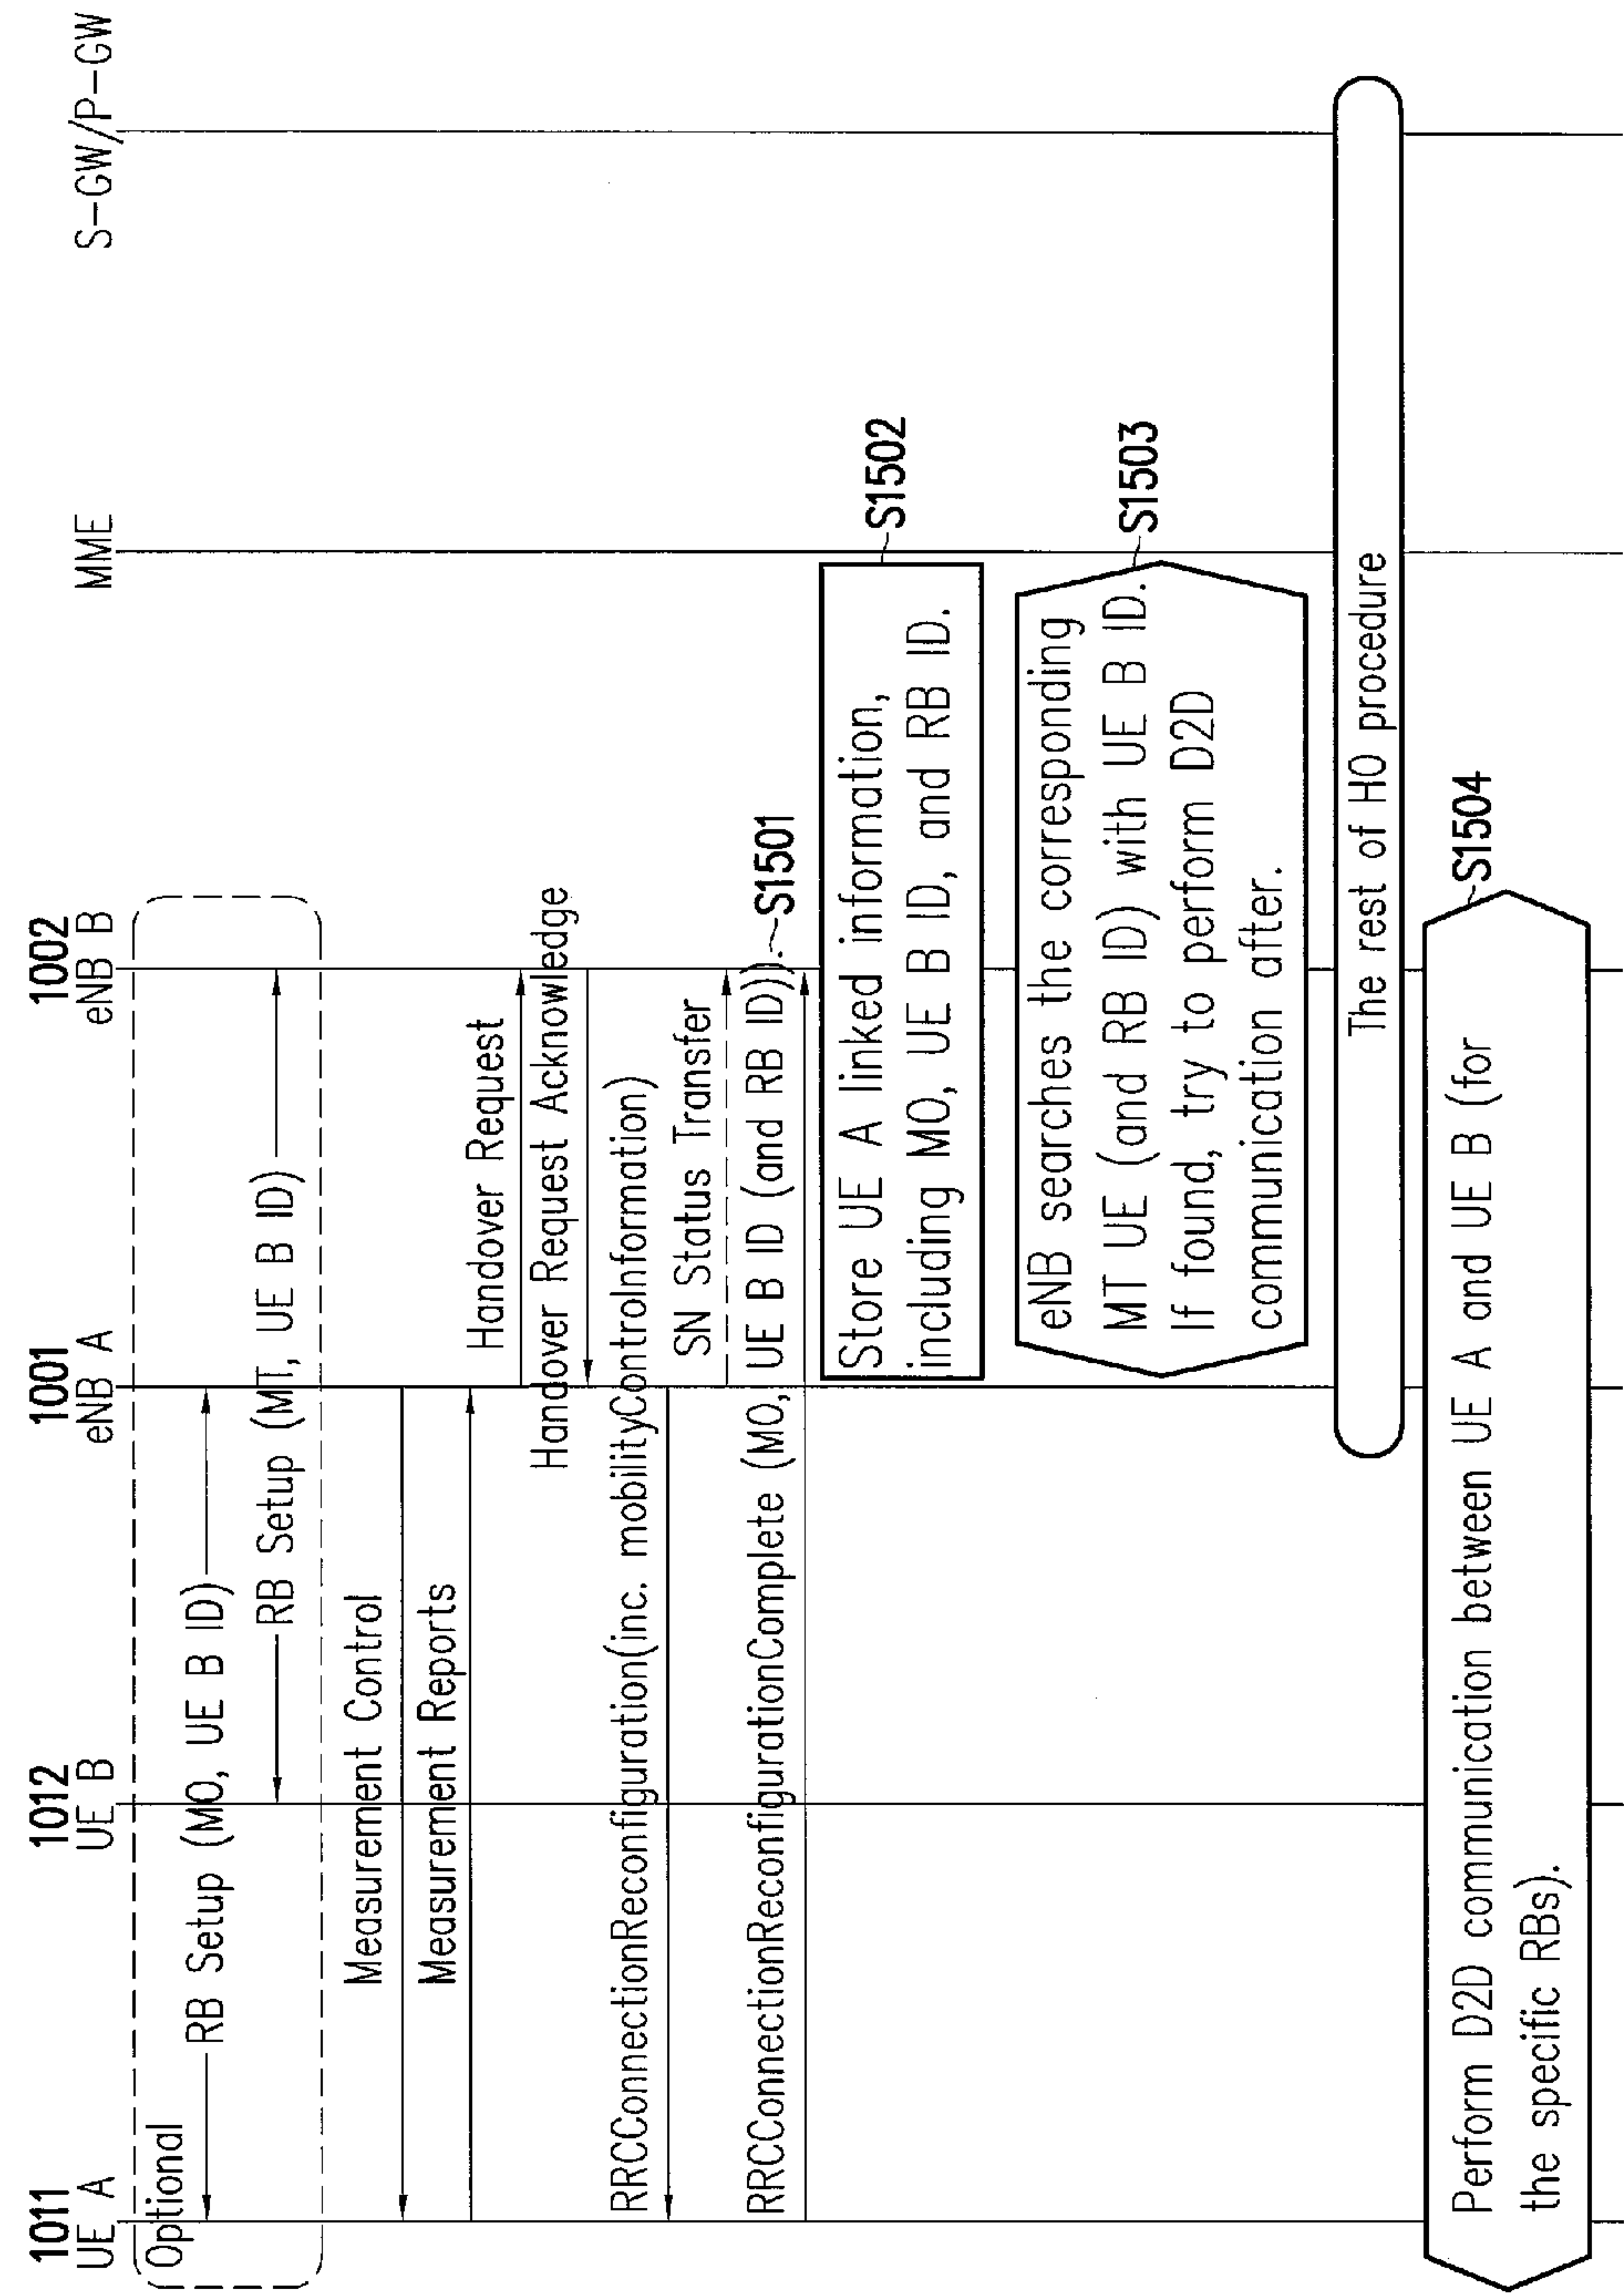 1011
UE A
1012
UE B
1001
eNB A
1002
eNB B
MME
S-GW/P-GW
Optional
RB Setup (MO, UE B ID)
RB Setup (MT, UE B ID)
Measurement Control
Measurement Reports
Handover Request
Handover Request Acknowledge
RRCConnectionReconfiguration(inc. mobilityControlInformation)
SN Status Transfer
RRCConnectionReconfigurationComplete (MO, UE B ID (and RB ID)). S1501
Store UE A linked information,
including MO, UE B ID, and RB ID.
S1502
eNB searches the corresponding
MT UE (and RB ID) with UE B ID.
If found, try to perform D2D
communication after.
S1503
The rest of HO procedure
Perform D2D communication between UE A and UE B (for
the specific RBs).
S1504